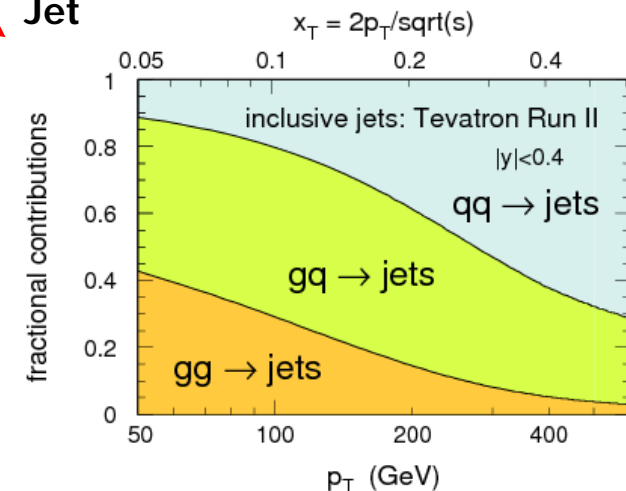 Jet
x_T = 2p_T/sqrt(s)
0.05 0.1 0.2 0.4
1
inclusive jets: Tevatron Run II
0.8
|y|<0.4
0.6
qq → jets
fractional contributions
0.4
gq → jets
0.2
gg → jets
0
50 100 200 400
p_T (GeV)